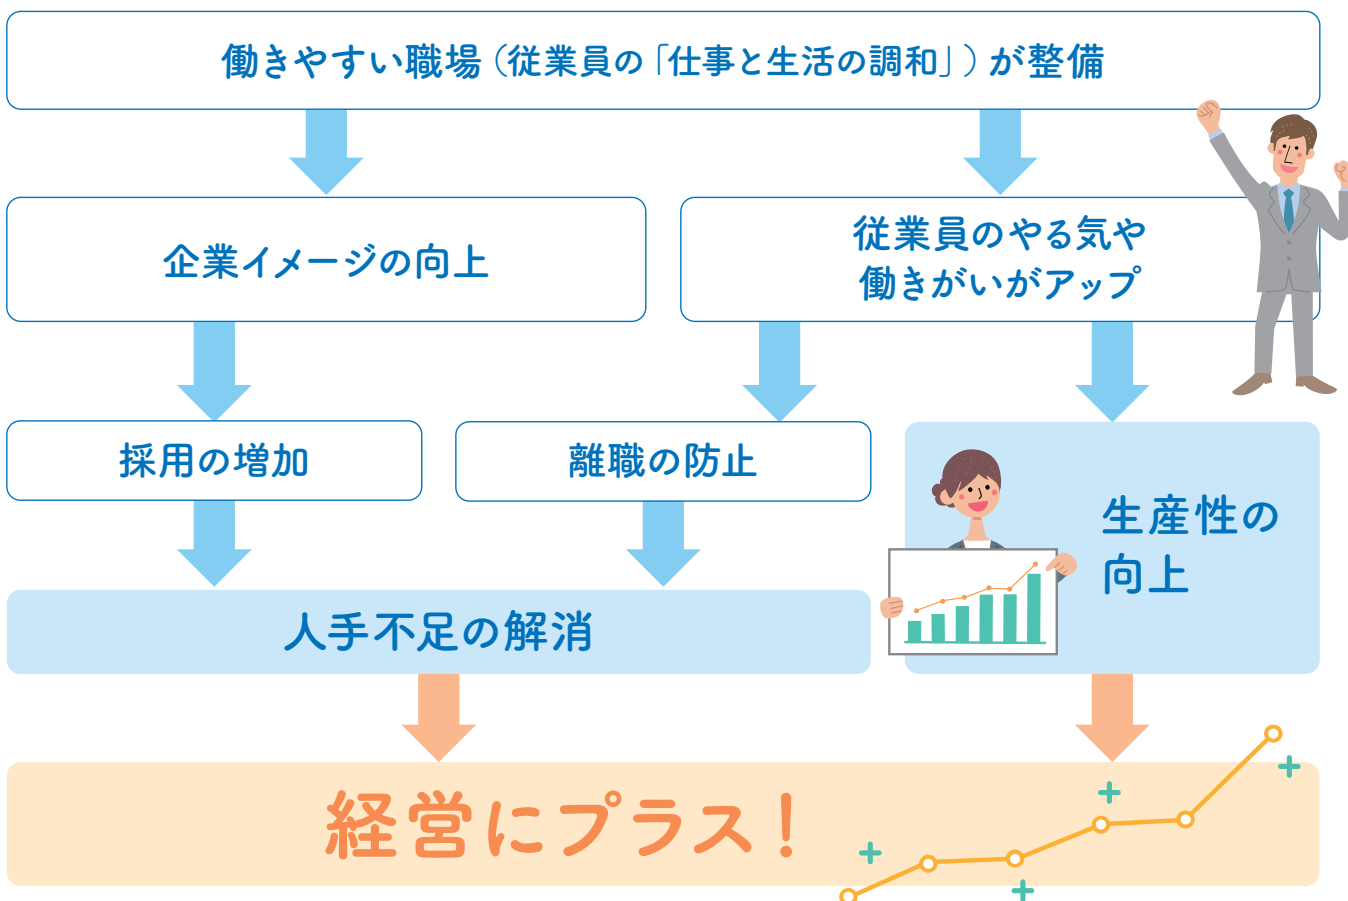 働きやすい職場（従業員の「仕事と生活の調和」）が整備
企業イメージの向上
従業員のやる気や
働きがいがアップ
採用の増加
離職の防止
生産性の
向上
人手不足の解消
経営にプラス！